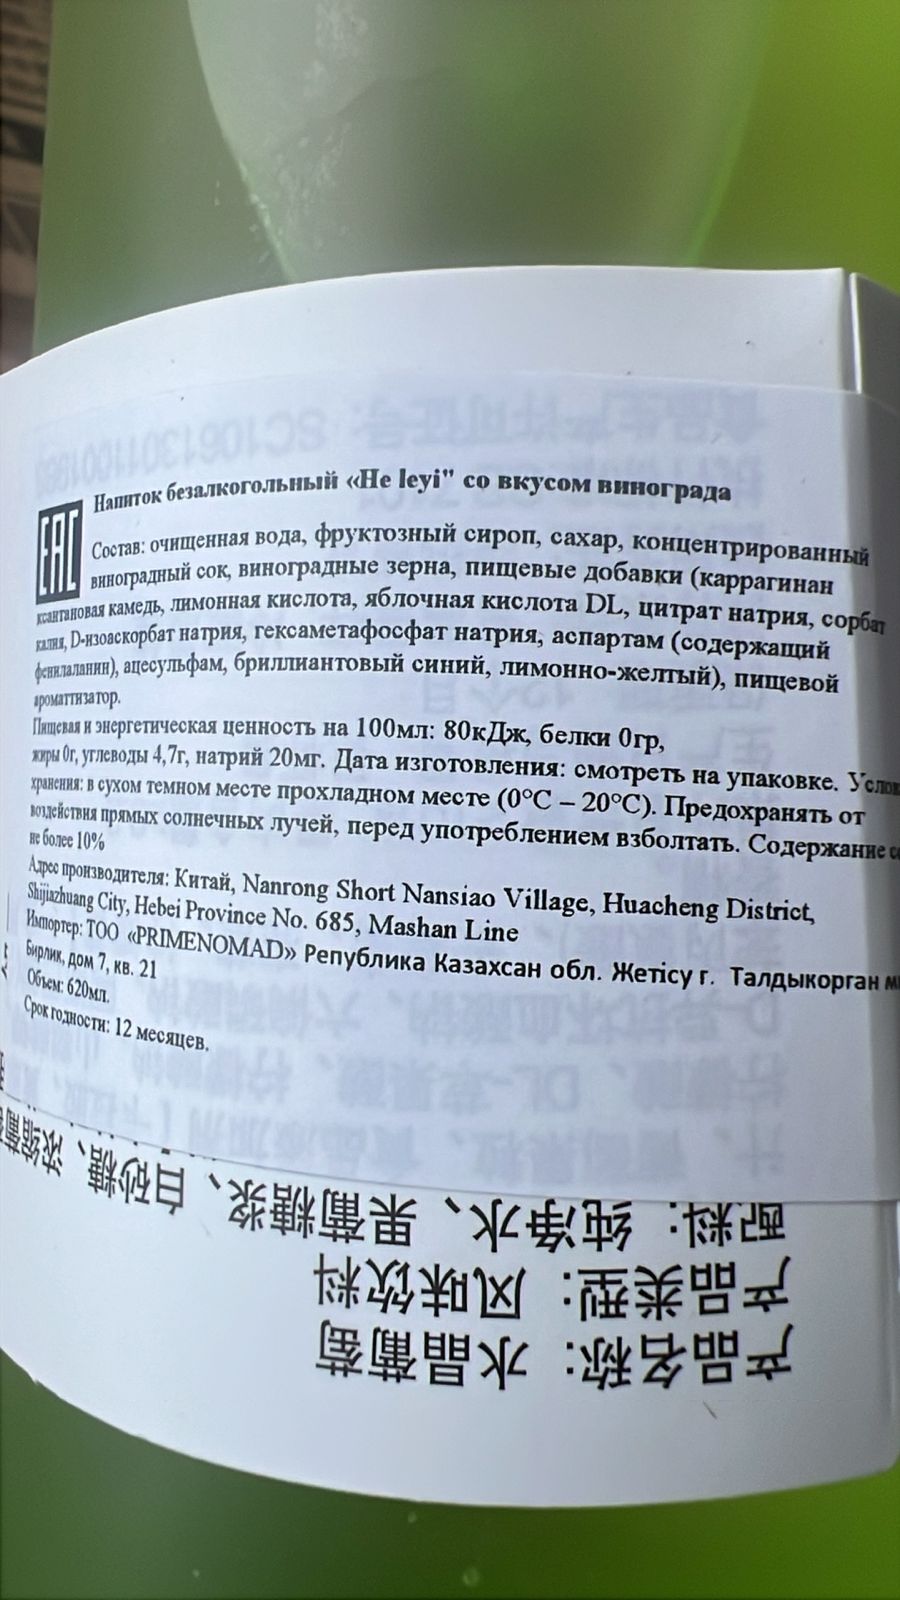 SC10613011001963
EAC
Напиток безалкогольный «He leyi" со вкусом винограда
Состав: очищенная вода, фруктозный сироп, сахар, концентрированный
виноградный сок, виноградные зерна, пищевые добавки (каррагинан
ксантановая камедь, лимонная кислота, яблочная кислота DL, цитрат натрия, сорбат
калия, D-изоаскорбат натрия, гексаметафосфат натрия, аспартам (содержащий
фенилаланин), ацесульфам, бриллиантовый синий, лимонно-желтый), пищевой
ароматтизатор.
Пищевая и энергетическая ценность на 100мл: 80кДж, белки 0гр,
жиры 0г, углеводы 4,7г, натрий 20мг. Дата изготовления: смотреть на упаковке. Услов
хранения: в сухом темном месте прохладном месте (0°C – 20°C). Предохранять от
воздействия прямых солнечных лучей, перед употреблением взболтать. Содержание
не более 10%
Адрес производителя: Китай, Nanrong Short Nansiao Village, Huacheng District,
Shijiazhuang City, Hebei Province No. 685, Mashan Line
Импортер: ТОО «PRIMENOMAD» Република Казахсан обл. Жетісу г. Талдыкорган
Бирлик, дом 7, кв. 21
Объем: 620мл.
Срок годности: 12 месяцев.
产品名称: 水晶葡萄
产品类型: 风味饮料
配料: 纯净水、果葡糖浆、白砂糖、浓缩葡